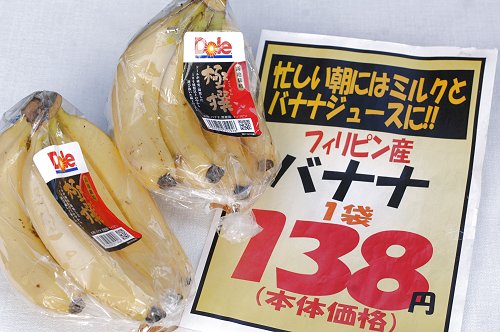 Dole
極撰
Dole
忙しい朝にはミルクと
バナナジュースに!!
フィリピン産
バナナ
1袋
138円
(本体価格)